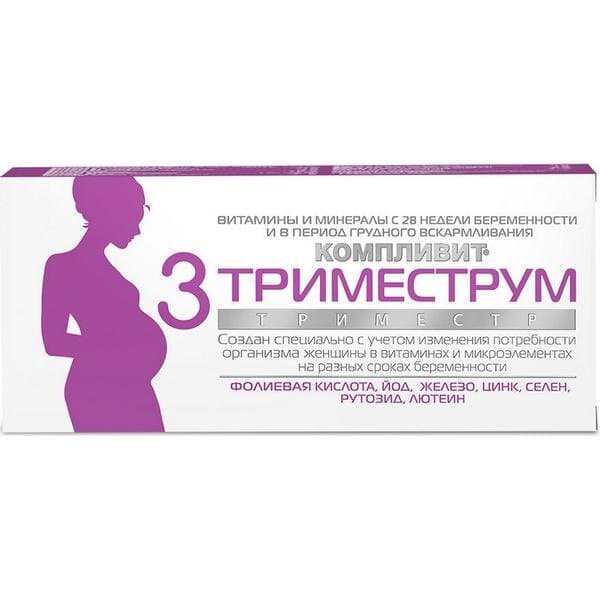 ВИТАМИНЫ И МИНЕРАЛЫ С 28 НЕДЕЛИ БЕРЕМЕННОСТИ
И В ПЕРИОД ГРУДНОГО ВСКАРМЛИВАНИЯ
КОМПЛИВИТ®
3 ТРИМЕСТРУМ
ТРИМЕСТР
Создан специально с учетом изменения потребности
организма женщины в витаминах и микроэлементах
на разных сроках беременности
ФОЛИЕВАЯ КИСЛОТА, ЙОД, ЖЕЛЕЗО, ЦИНК, СЕЛЕН,
РУТОЗИД, ЛЮТЕИН